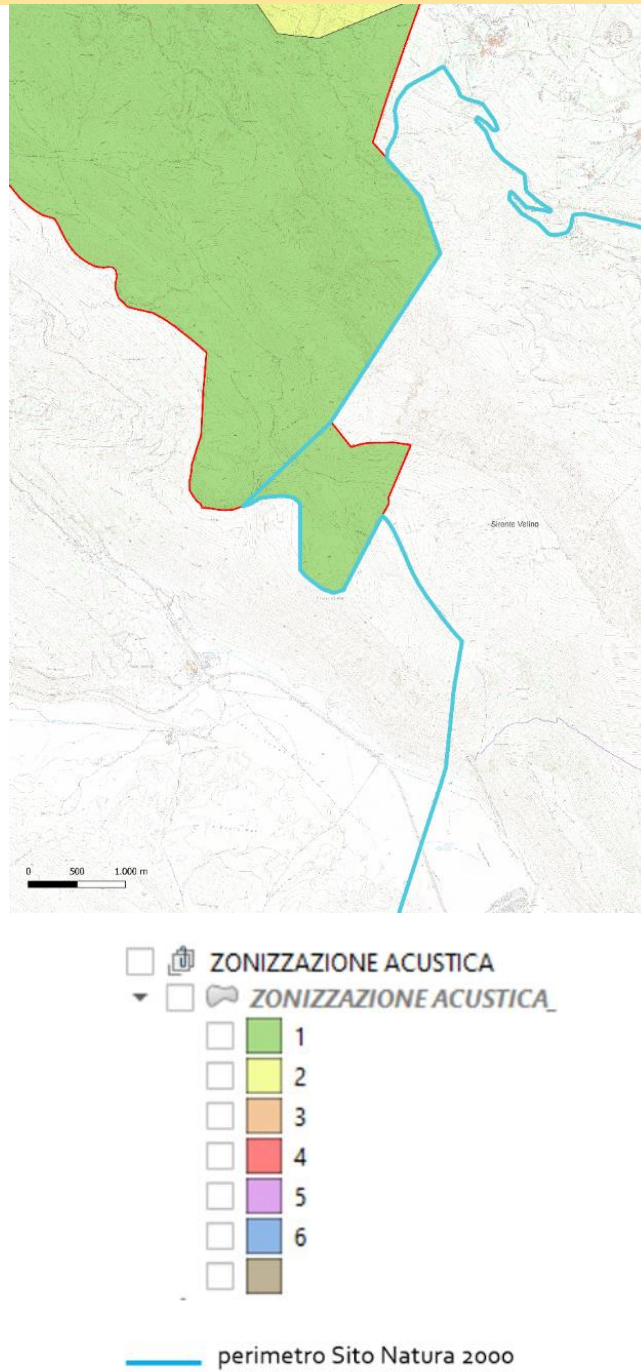 Sirente Velino
0 500 1.000 m
ZONIZZAZIONE ACUSTICA
ZONIZZAZIONE ACUSTICA_
1
2
3
4
5
6
perimetro Sito Natura 2000